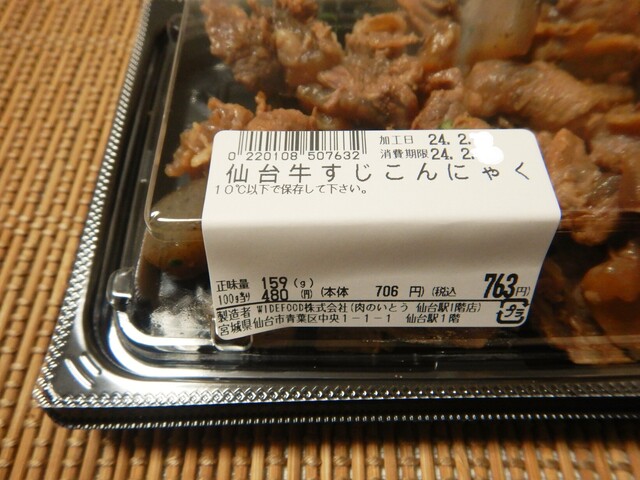 加工日 24.2.
消費期限 24.2.
0 220108 507632
仙台牛すじこんにゃく
10℃以下で保存して下さい。
正味量 159 (g)
100g当り 480 (円) (本体 706 円) (税込 763円)
製造者 WIDEFOOD株式会社(肉のいとう 仙台駅1階店)
宮城県仙台市青葉区中央1-1-1 仙台駅1階
プラ